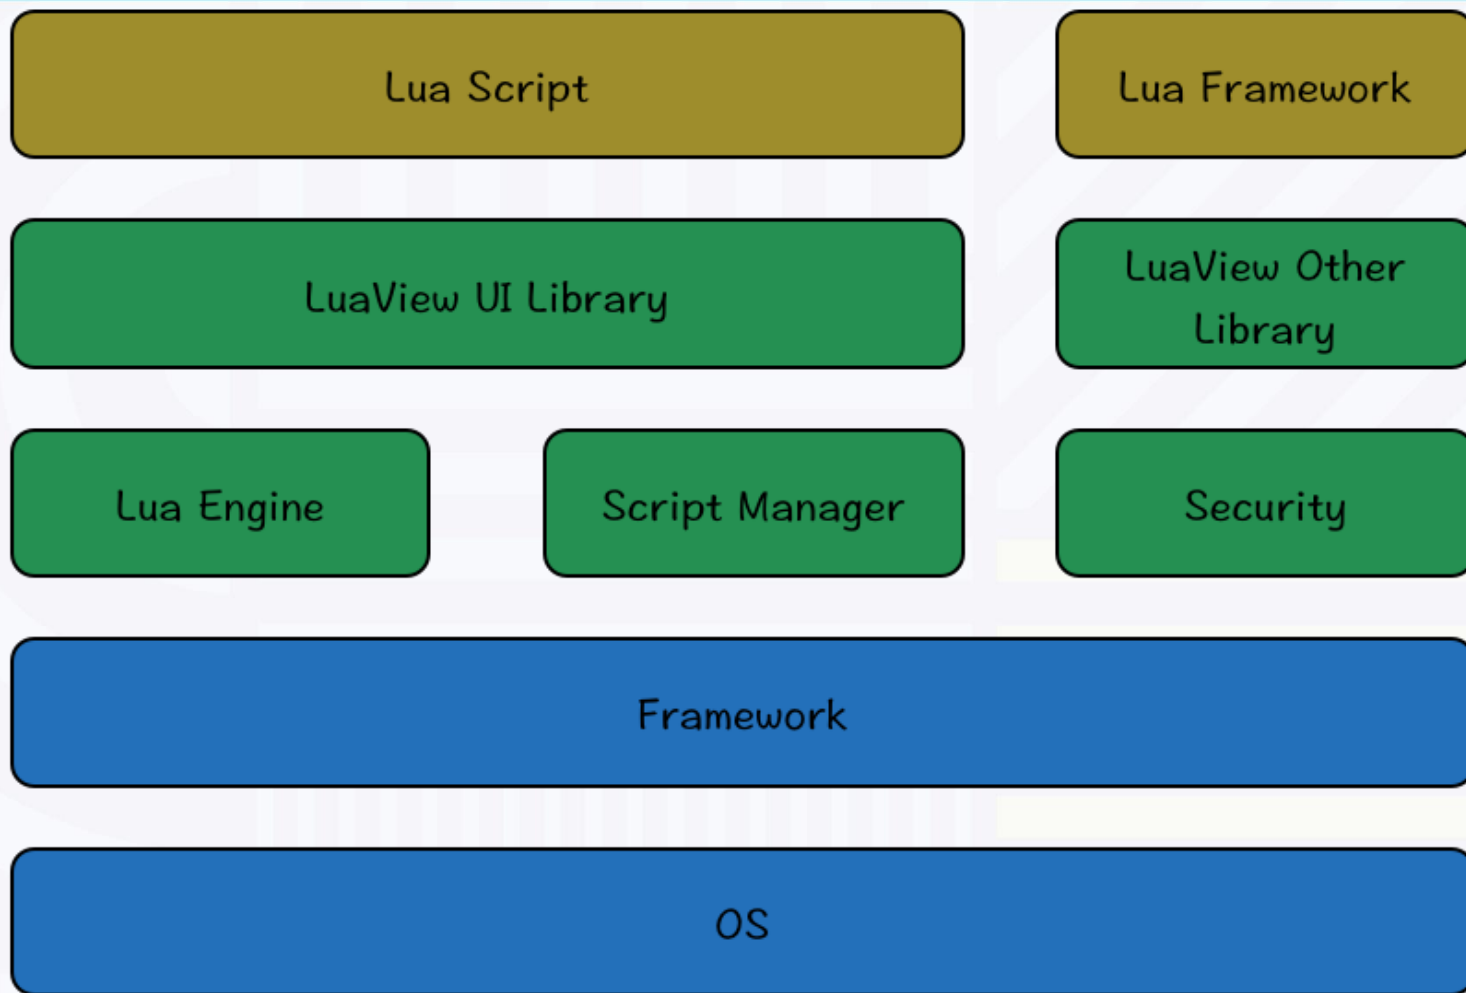 Lua Script
Lua Framework
LuaView UI Library
LuaView Other
Library
Lua Engine
Script Manager
Security
Framework
OS